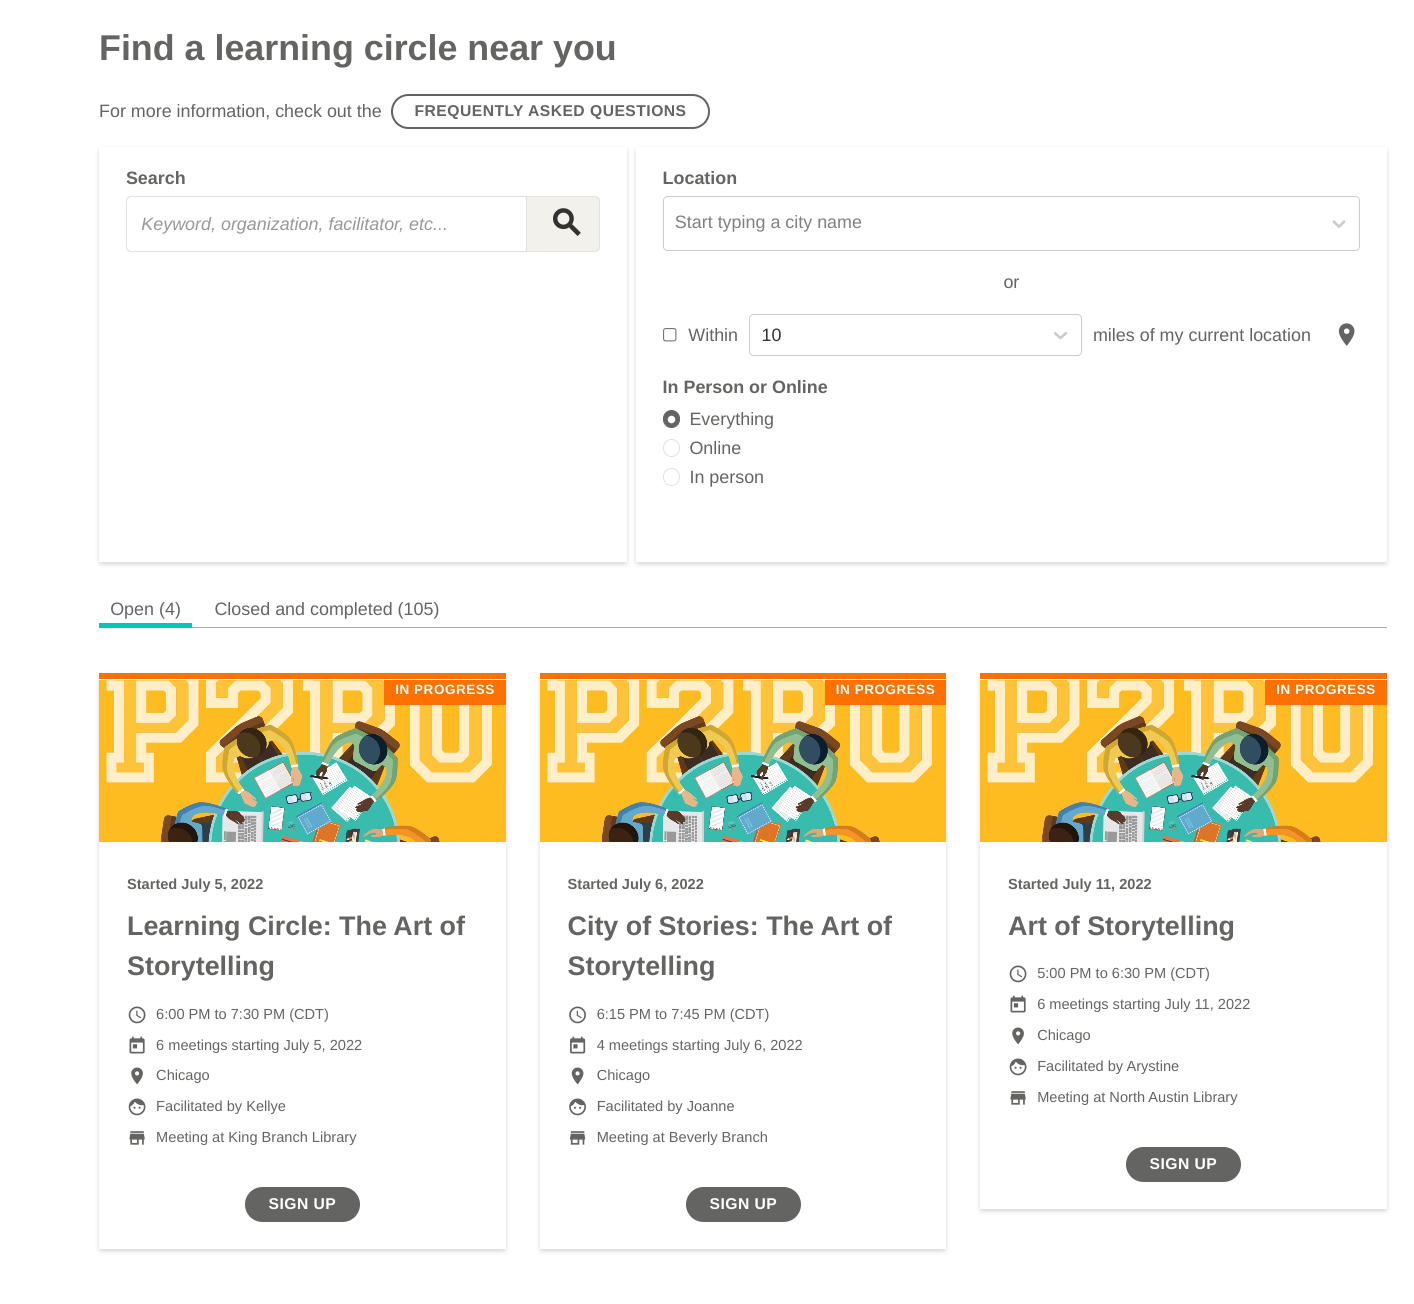 Find a learning circle near you
For more information, check out the FREQUENTLY ASKED QUESTIONS
Search
Keyword, organization, facilitator, etc...
Location
Start typing a city name
or
Within 10 miles of my current location
In Person or Online
Everything
Online
In person
Open (4) Closed and completed (105)
P2PU
IN PROGRESS
Started July 5, 2022
Learning Circle: The Art of
Storytelling
6:00 PM to 7:30 PM (CDT)
6 meetings starting July 5, 2022
Chicago
Facilitated by Kellye
Meeting at King Branch Library
SIGN UP
P2PU
IN PROGRESS
Started July 6, 2022
City of Stories: The Art of
Storytelling
6:15 PM to 7:45 PM (CDT)
4 meetings starting July 6, 2022
Chicago
Facilitated by Joanne
Meeting at Beverly Branch
SIGN UP
P2PU
IN PROGRESS
Started July 11, 2022
Art of Storytelling
5:00 PM to 6:30 PM (CDT)
6 meetings starting July 11, 2022
Chicago
Facilitated by Arystine
Meeting at North Austin Library
SIGN UP